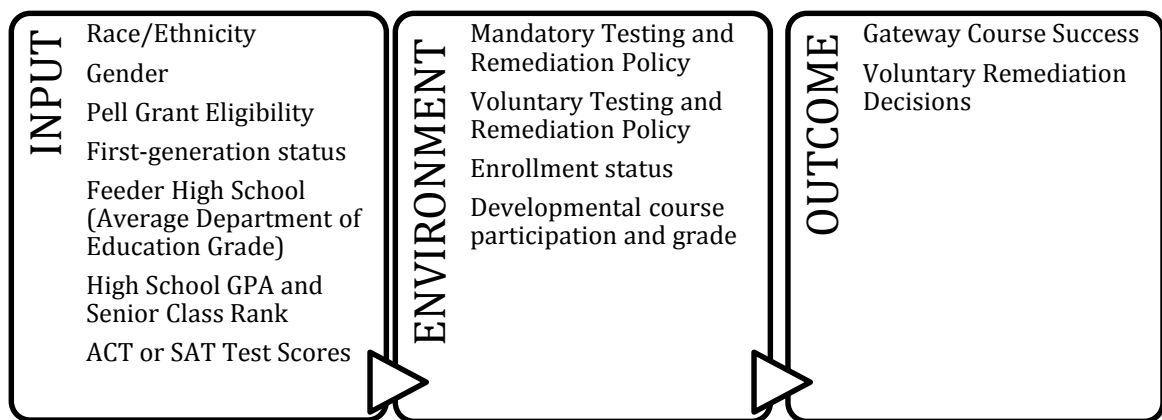 INPUT
Race/Ethnicity
Gender
Pell Grant Eligibility
First-generation status
Feeder High School
(Average Department of
Education Grade)
High School GPA and
Senior Class Rank
ACT or SAT Test Scores
ENVIRONMENT
Mandatory Testing and
Remediation Policy
Voluntary Testing and
Remediation Policy
Enrollment status
Developmental course
participation and grade
OUTCOME
Gateway Course Success
Voluntary Remediation
Decisions